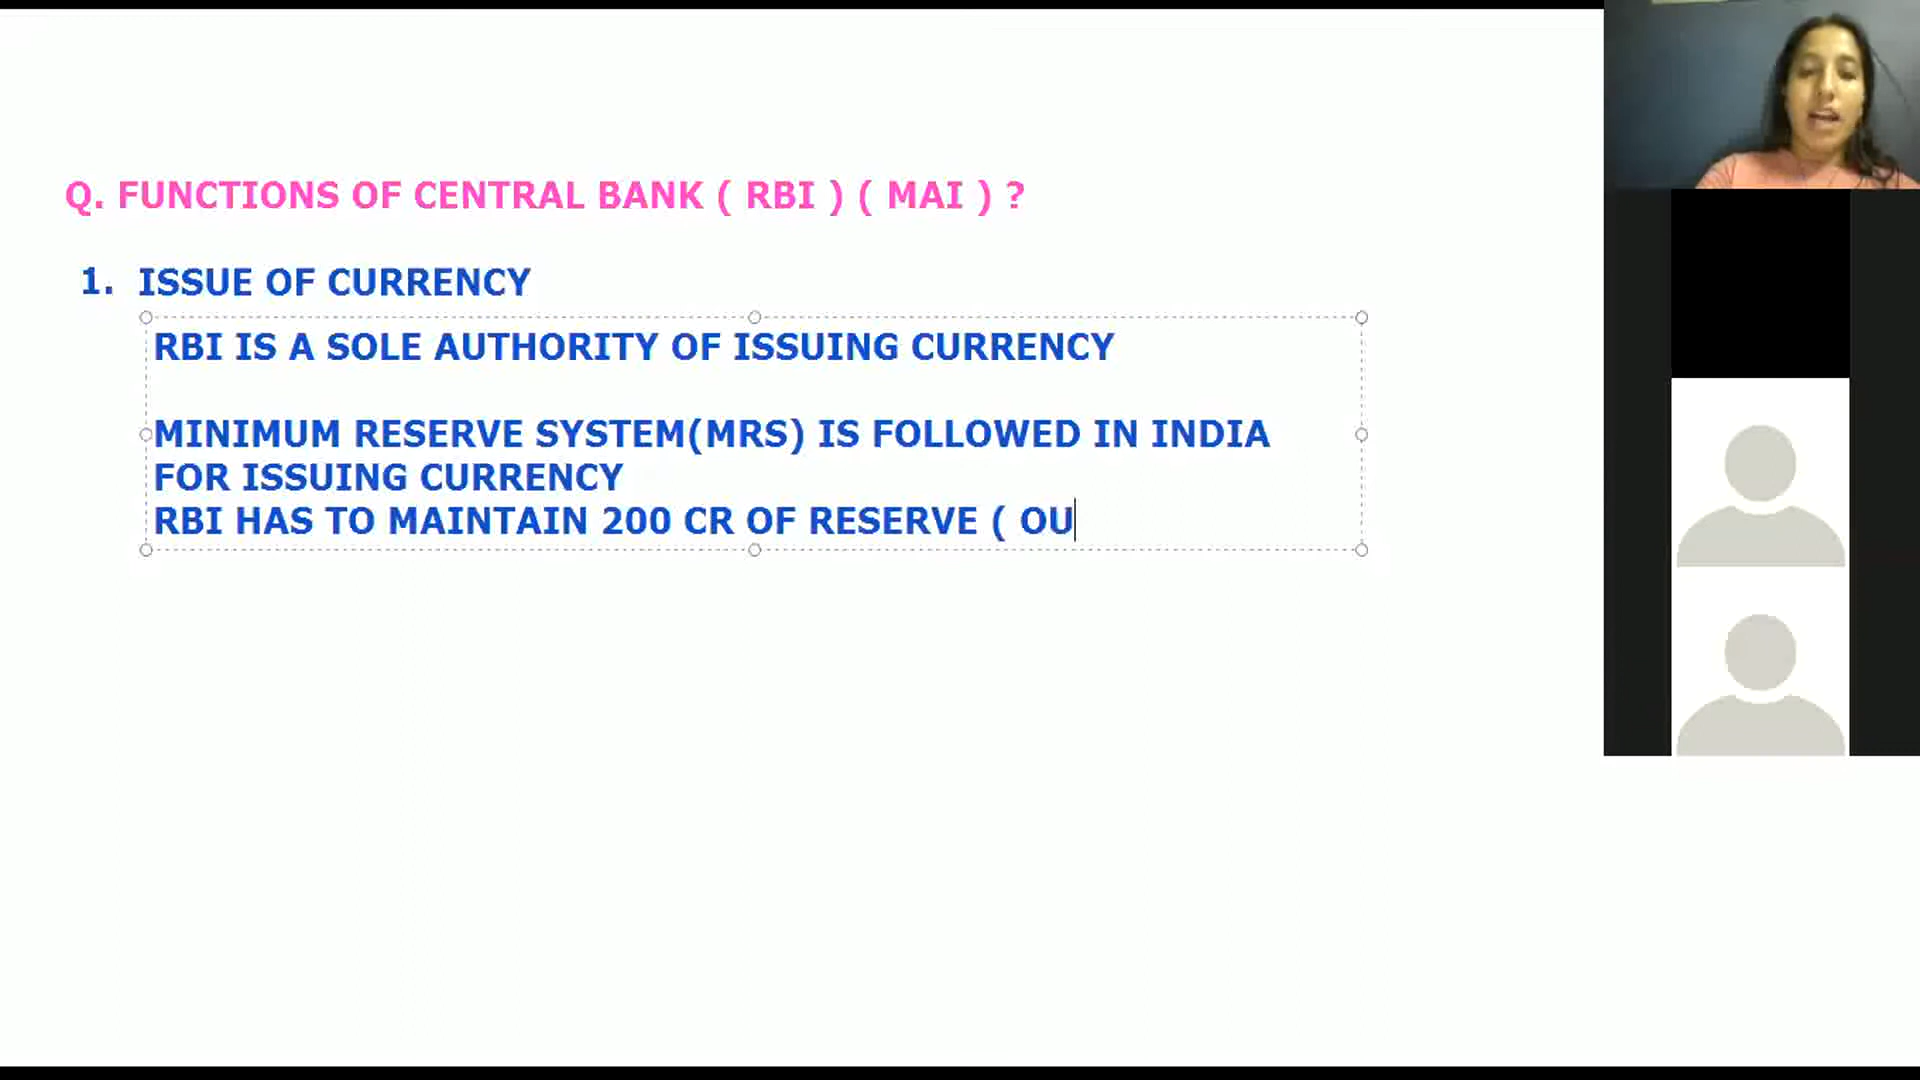 Q. FUNCTIONS OF CENTRAL BANK ( RBI ) ( MAI ) ?
1. ISSUE OF CURRENCY
RBI IS A SOLE AUTHORITY OF ISSUING CURRENCY
MINIMUM RESERVE SYSTEM(MRS) IS FOLLOWED IN INDIA
FOR ISSUING CURRENCY
RBI HAS TO MAINTAIN 200 CR OF RESERVE ( OU